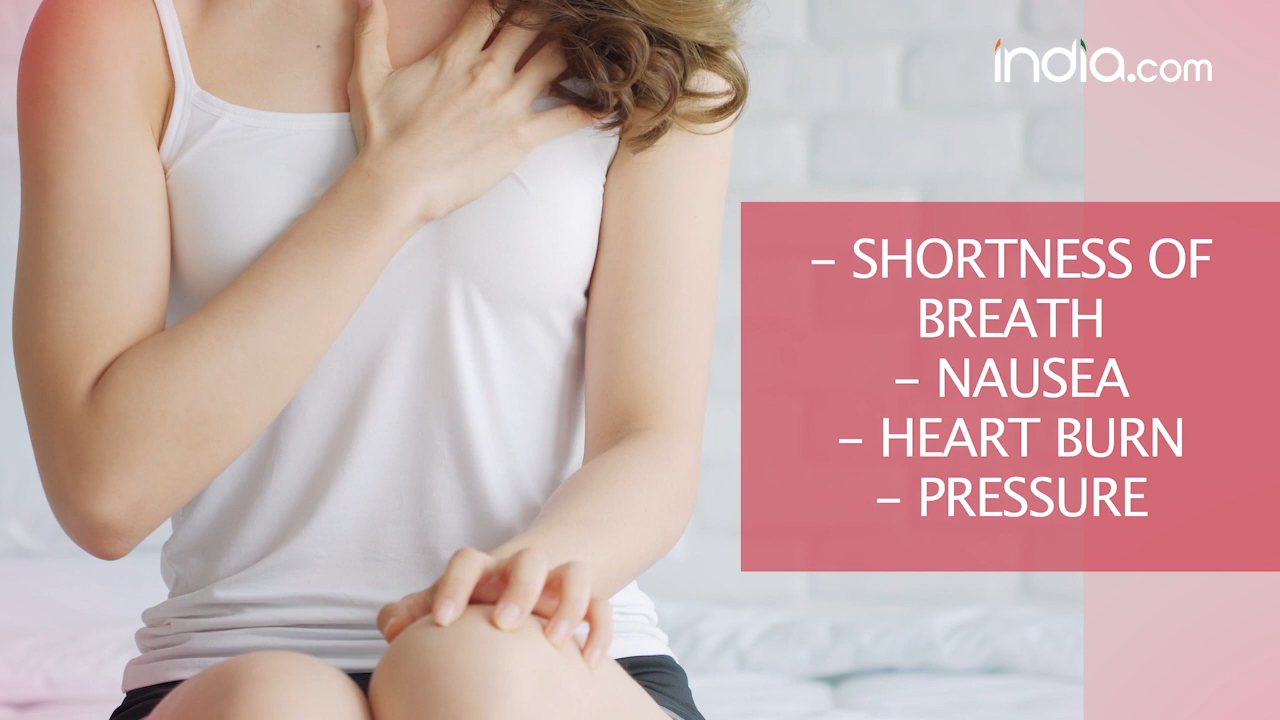 india.com
– SHORTNESS OF
BREATH
– NAUSEA
– HEART BURN
– PRESSURE